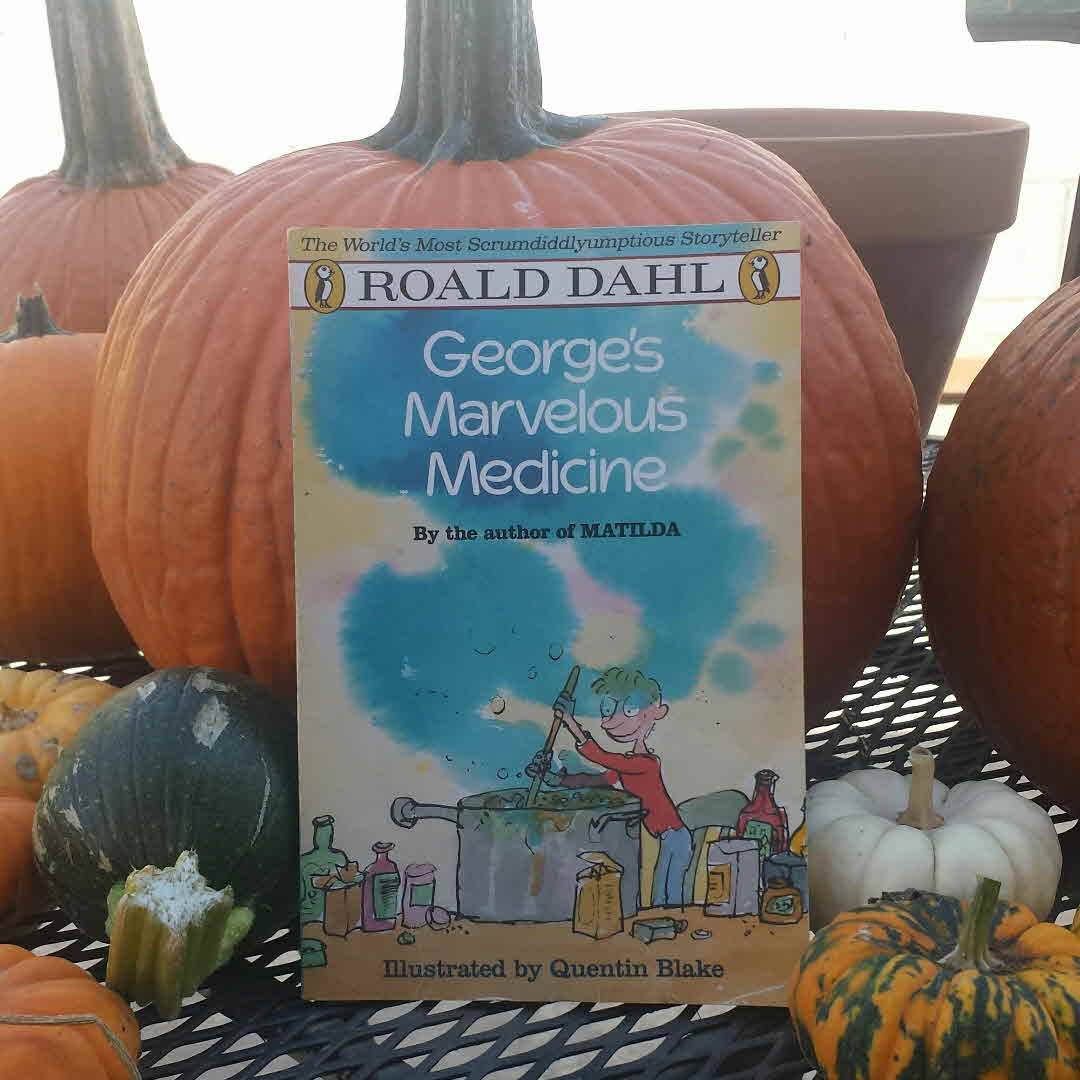 The World's Most Scrumdiddlyumptious Storyteller
ROALD DAHL
George's
Marvelous
Medicine
By the author of MATILDA
Illustrated by Quentin Blake